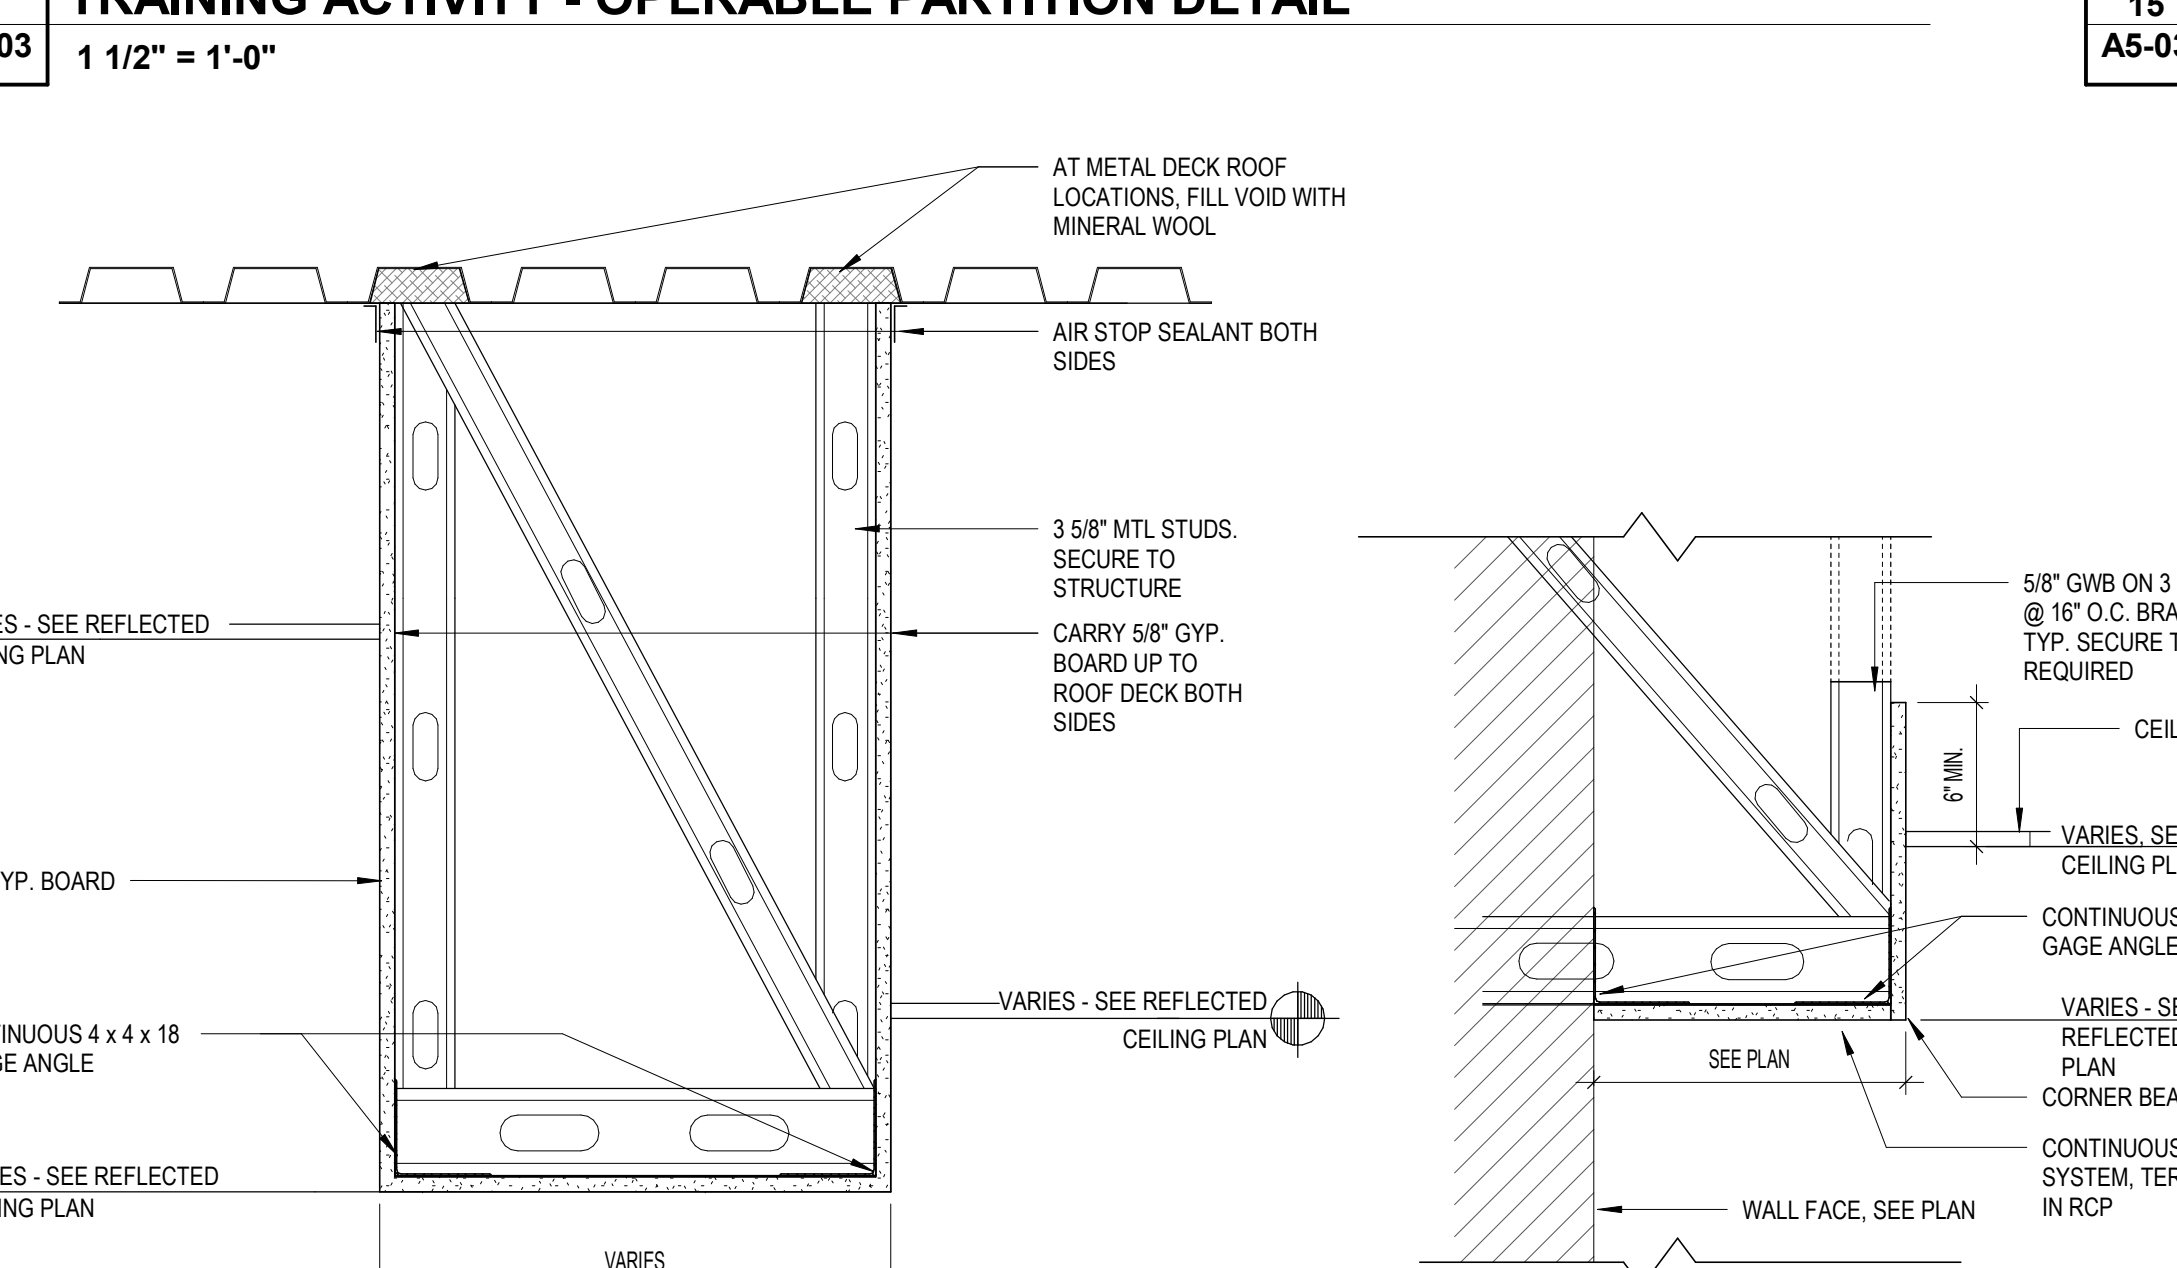 TRAINING ACTIVITY - OPERABLE PARTITION DETAIL
03
1 1/2" = 1'-0"
15
A5-03
AT METAL DECK ROOF
LOCATIONS, FILL VOID WITH
MINERAL WOOL
AIR STOP SEALANT BOTH
SIDES
3 5/8" MTL STUDS.
SECURE TO
STRUCTURE
CARRY 5/8" GYP.
BOARD UP TO
ROOF DECK BOTH
SIDES
ES - SEE REFLECTED
NG PLAN
YP. BOARD
VARIES - SEE REFLECTED
CEILING PLAN
TINUOUS 4 x 4 x 18
GE ANGLE
ES - SEE REFLECTED
ING PLAN
VARIES
5/8" GWB ON 3
@ 16" O.C. BRA
TYP. SECURE T
REQUIRED
CEIL
6" MIN.
VARIES, SE
CEILING PL
CONTINUOUS
GAGE ANGLE
VARIES - SE
REFLECTED
PLAN
SEE PLAN
CORNER BEA
CONTINUOUS
SYSTEM, TER
IN RCP
WALL FACE, SEE PLAN